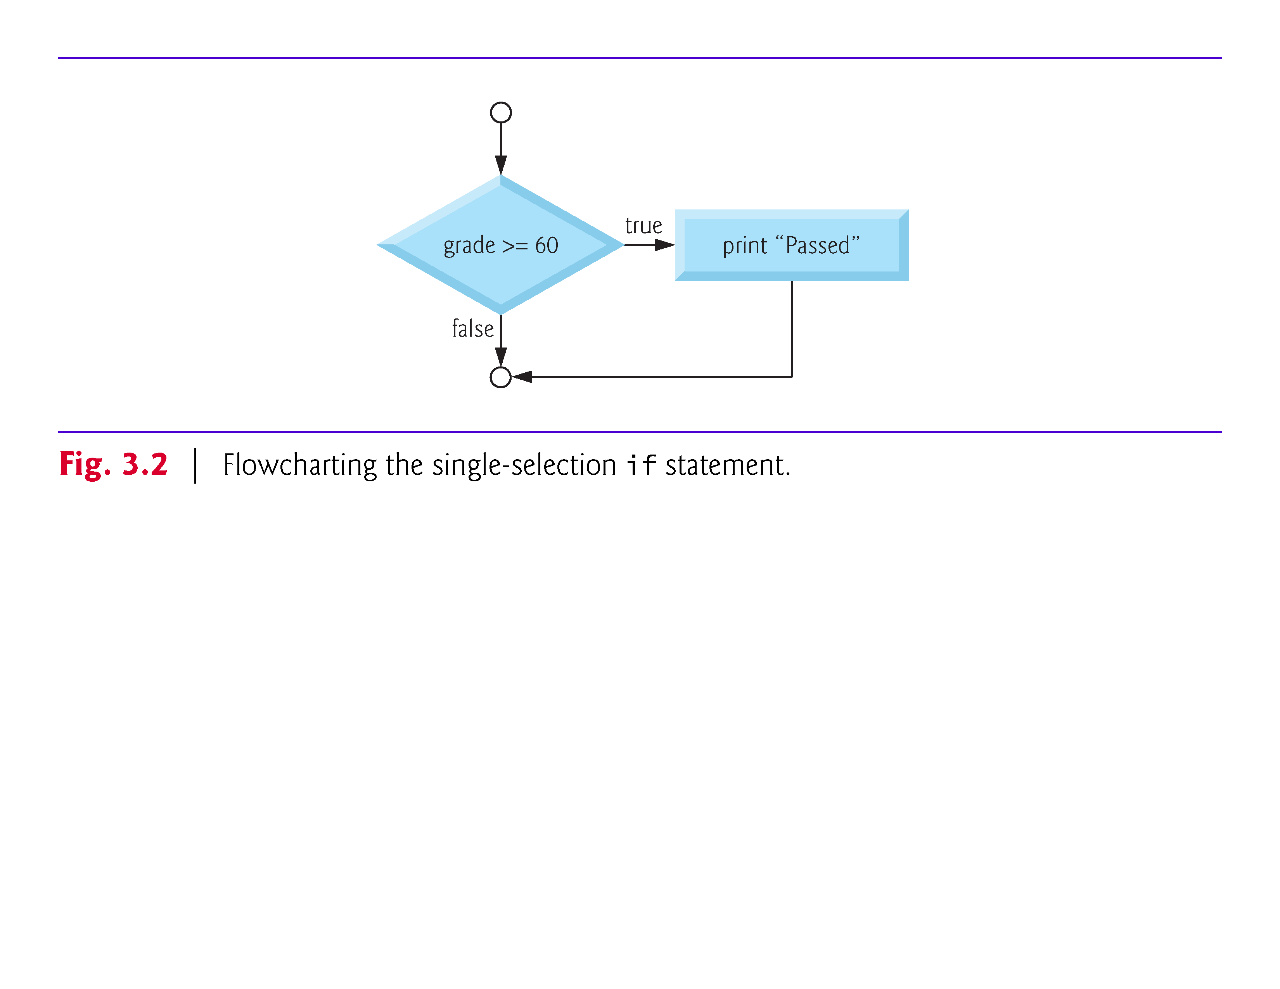 true
grade >= 60
print “Passed”
false
Fig. 3.2 | Flowcharting the single-selection if statement.